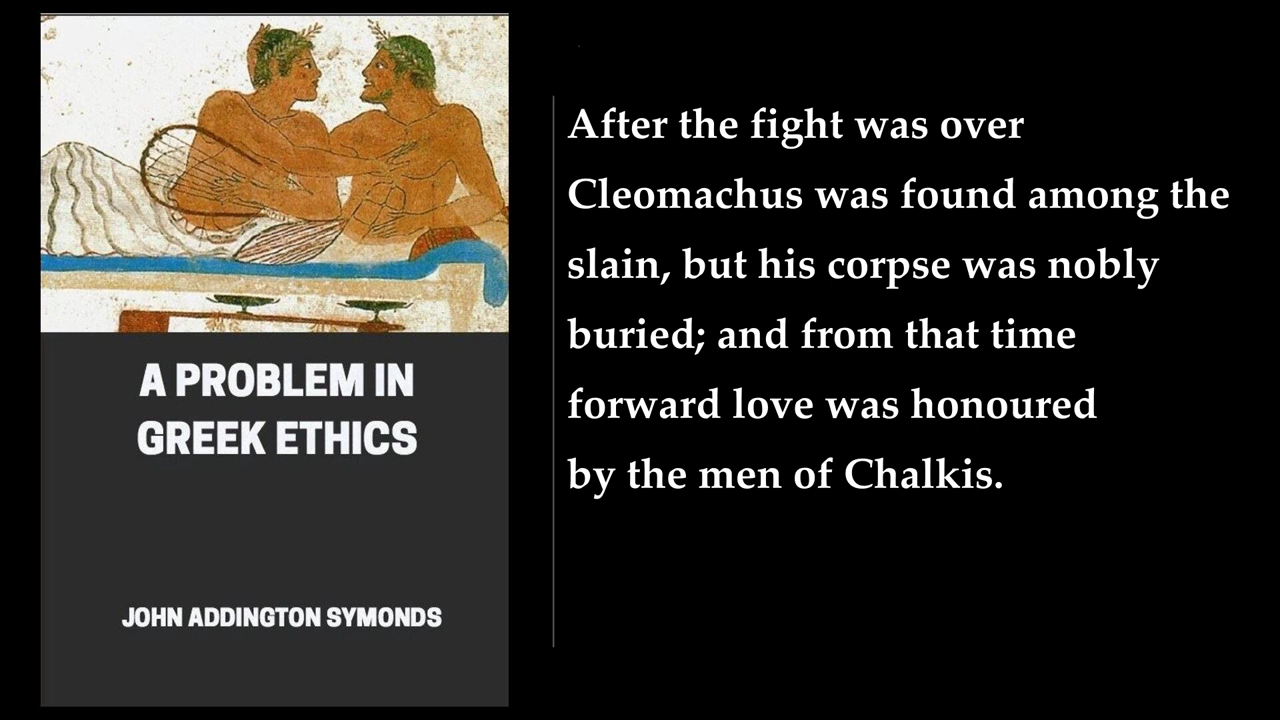 A PROBLEM IN
GREEK ETHICS
JOHN ADDINGTON SYMONDS
After the fight was over
Cleomachus was found among the
slain, but his corpse was nobly
buried; and from that time
forward love was honoured
by the men of Chalkis.